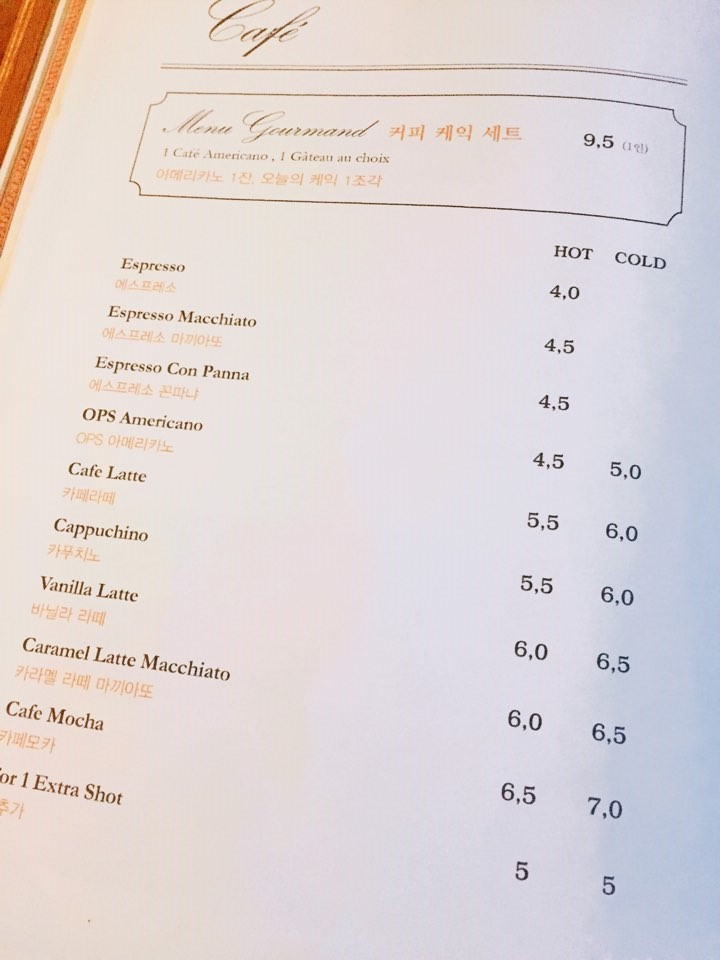 Café
Menu Gourmand 커피 케익 세트 9,5 (1인)
1 Café Americano , 1 Gâteau au choix
아메리카노 1잔, 오늘의 케익 1조각
HOT COLD
Espresso 4,0
에스프레소
Espresso Macchiato 4,5
에스프레소 마끼아또
Espresso Con Panna 4,5
에스프레소 꼰파냐
OPS Americano 4,5 5,0
OPS 아메리카노
Cafe Latte 5,5 6,0
카페라떼
Cappuchino 5,5 6,0
카푸치노
Vanilla Latte 6,0 6,5
바닐라 라떼
Caramel Latte Macchiato 6,0 6,5
카라멜 라떼 마끼아또
Cafe Mocha 6,5 7,0
카페모카
or 1 Extra Shot 5 5
추가